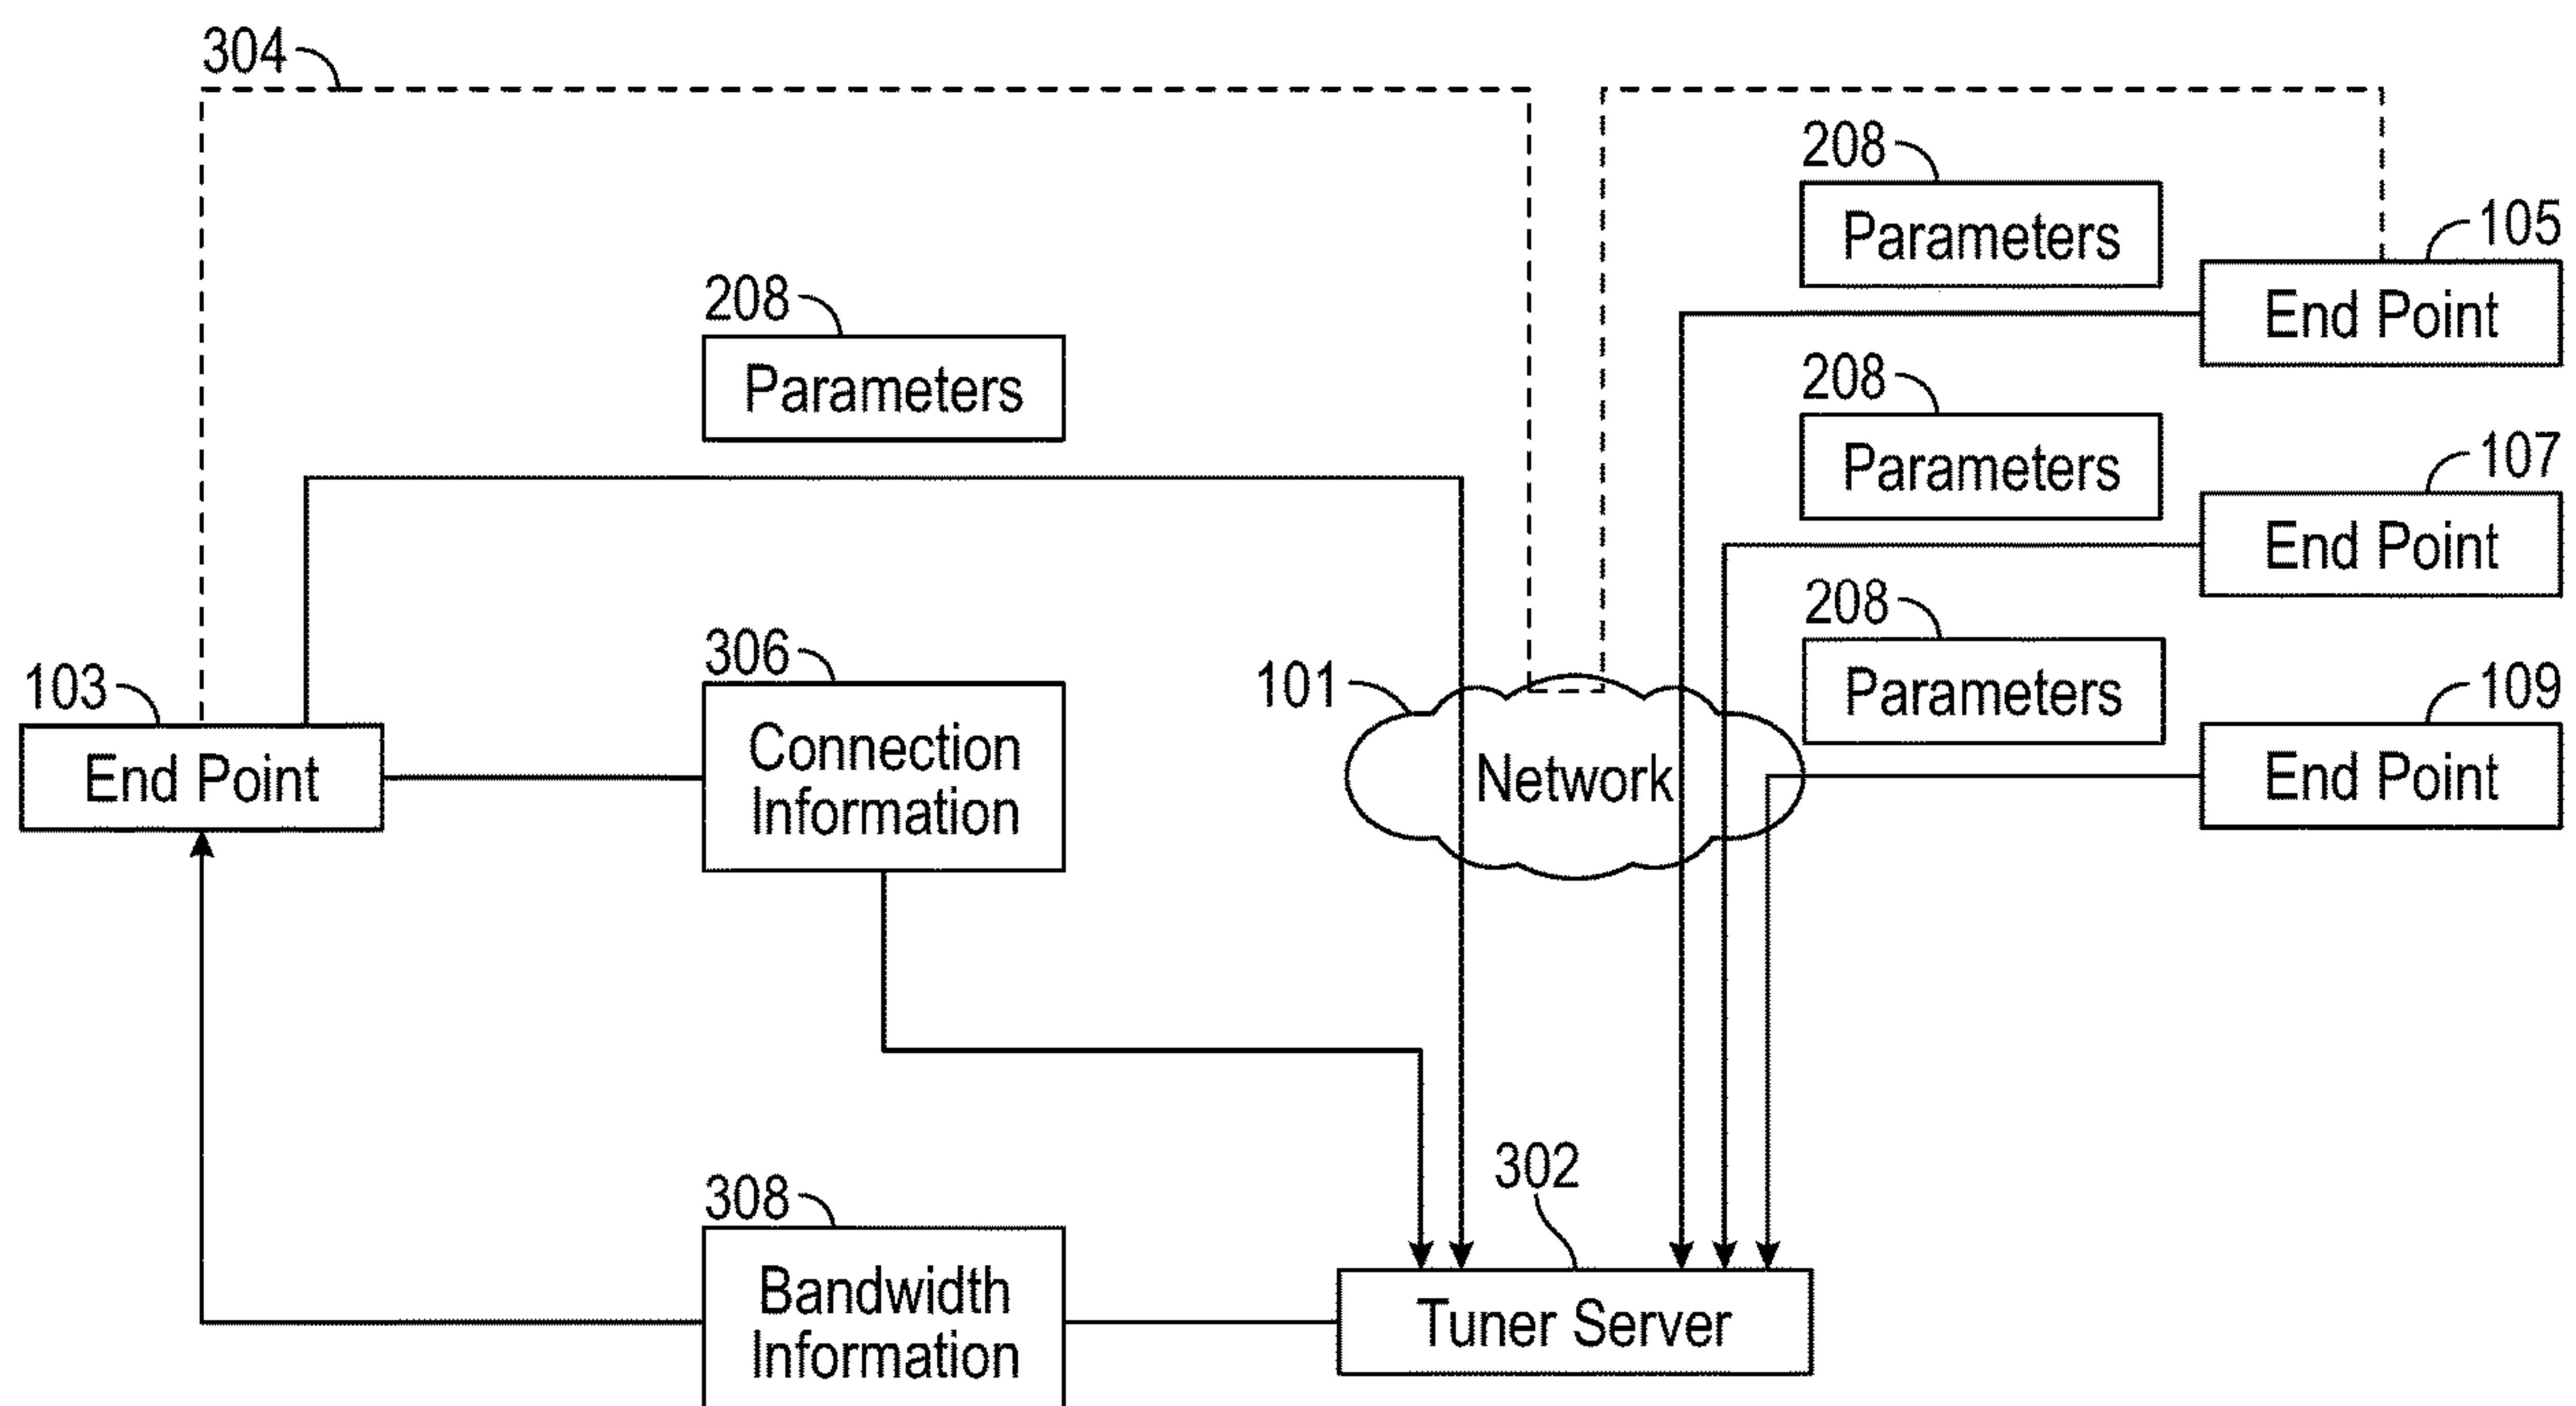 304
208
Parameters
105
End Point
208
Parameters
208
Parameters
107
End Point
208
Parameters
103
End Point
306
Connection
Information
101
Network
109
End Point
302
Tuner Server
308
Bandwidth
Information